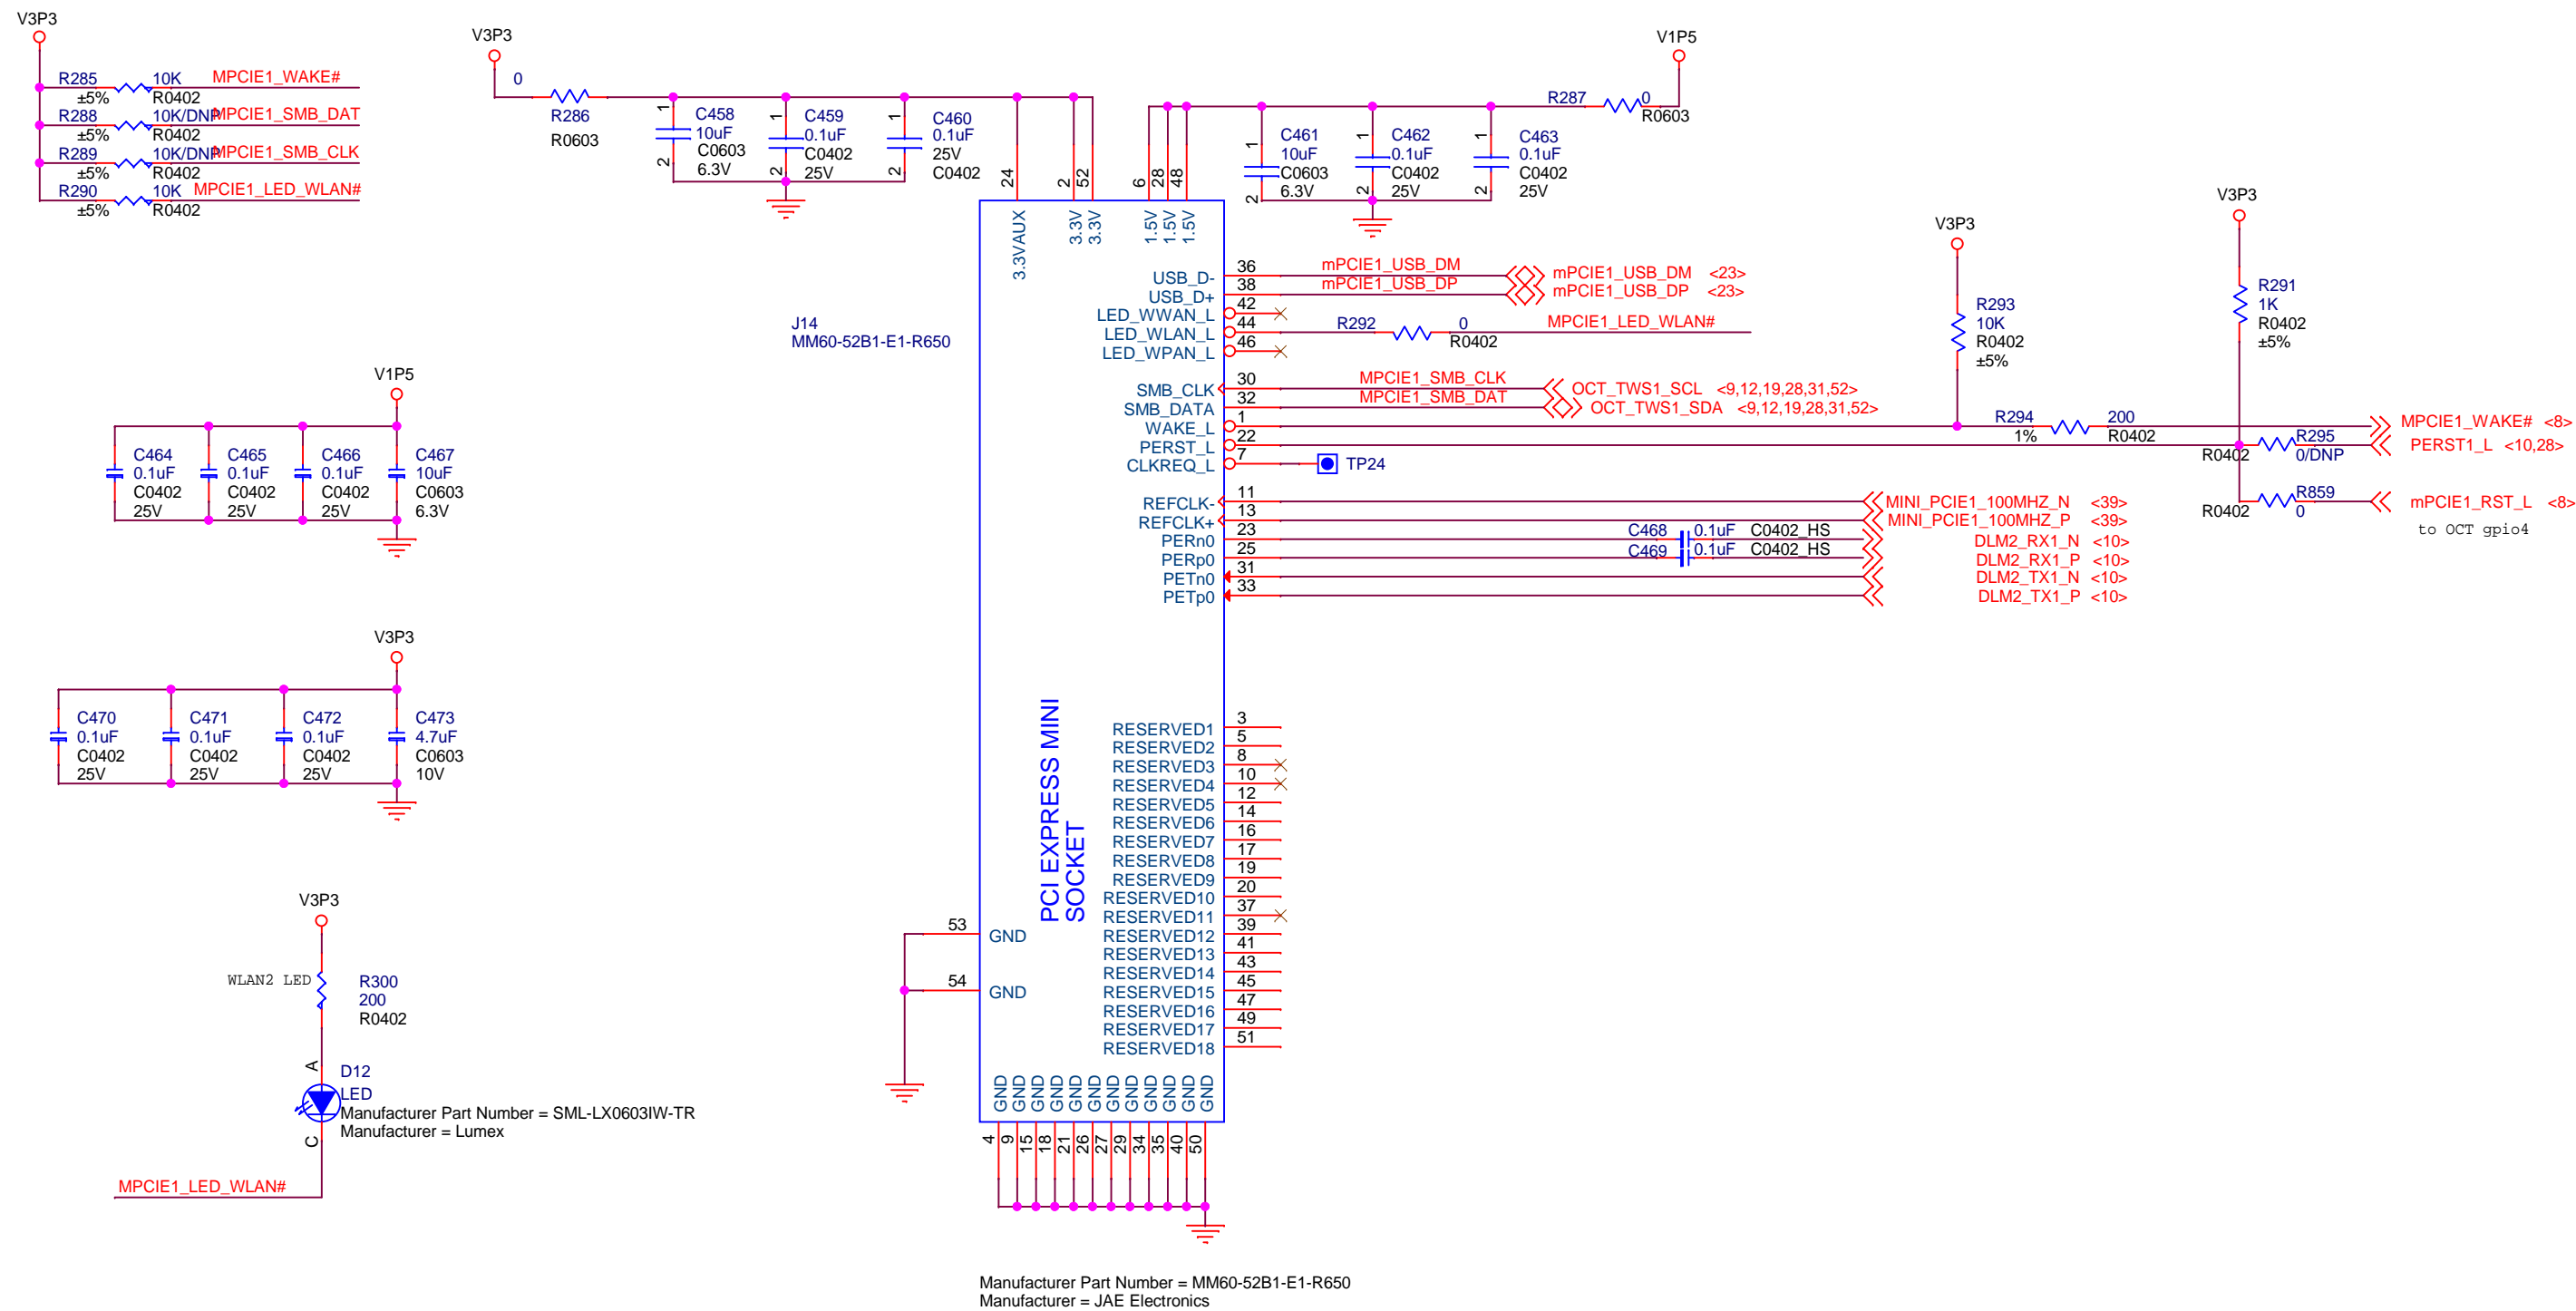 V3P3
R285 10K MPCIE1_WAKE#
±5% R0402
R288 10K/DNP MPCIE1_SMB_DAT
±5% R0402
R289 10K/DNP MPCIE1_SMB_CLK
±5% R0402
R290 10K MPCIE1_LED_WLAN#
±5% R0402
V3P3
0
R286
R0603
1
2
C458
10uF
C0603
6.3V
1
2
C459
0.1uF
C0402
25V
1
2
C460
0.1uF
25V
C0402
V1P5
R287 0
R0603
1
2
C461
10uF
C0603
6.3V
1
2
C462
0.1uF
C0402
25V
1
2
C463
0.1uF
C0402
25V
24 2 52 6 28 48
3.3VAUX 3.3V 3.3V 1.5V 1.5V 1.5V
J14
MM60-52B1-E1-R650
USB_D- 36 mPCIE1_USB_DM mPCIE1_USB_DM <23>
USB_D+ 38 mPCIE1_USB_DP mPCIE1_USB_DP <23>
LED_WWAN_L 42
LED_WLAN_L 44 R292 0 R0402 MPCIE1_LED_WLAN#
LED_WPAN_L 46
SMB_CLK 30 MPCIE1_SMB_CLK OCT_TWS1_SCL <9,12,19,28,31,52>
SMB_DATA 32 MPCIE1_SMB_DAT OCT_TWS1_SDA <9,12,19,28,31,52>
WAKE_L 1 R294 200 1% R0402 MPCIE1_WAKE# <8>
PERST_L 22 R0402 R295 0/DNP PERST1_L <10,28>
CLKREQ_L 7 TP24
V3P3
R293
10K
R0402
±5%
V3P3
R291
1K
R0402
±5%
R859
R0402 0 mPCIE1_RST_L <8>
to OCT gpio4
REFCLK- 11 MINI_PCIE1_100MHZ_N <39>
REFCLK+ 13 MINI_PCIE1_100MHZ_P <39>
PERn0 23 C468 0.1uF C0402_HS DLM2_RX1_N <10>
PERp0 25 C469 0.1uF C0402_HS DLM2_RX1_P <10>
PETn0 31 DLM2_TX1_N <10>
PETp0 33 DLM2_TX1_P <10>
V1P5
C464
0.1uF
C0402
25V
C465
0.1uF
C0402
25V
C466
0.1uF
C0402
25V
C467
10uF
C0603
6.3V
V3P3
C470
0.1uF
C0402
25V
C471
0.1uF
C0402
25V
C472
0.1uF
C0402
25V
C473
4.7uF
C0603
10V
PCI EXPRESS MINI
SOCKET
RESERVED1 3
RESERVED2 5
RESERVED3 8
RESERVED4 10
RESERVED5 12
RESERVED6 14
RESERVED7 16
RESERVED8 17
RESERVED9 19
RESERVED10 20
RESERVED11 37
RESERVED12 39
RESERVED13 41
RESERVED14 43
RESERVED15 45
RESERVED16 47
RESERVED17 49
RESERVED18 51
53 GND
54 GND
V3P3
WLAN2 LED
R300
200
R0402
A
D12
LED
Manufacturer Part Number = SML-LX0603IW-TR
Manufacturer = Lumex
C
MPCIE1_LED_WLAN#
GND GND GND GND GND GND GND GND GND GND GND GND
4 9 15 18 21 26 27 29 34 35 40 50
Manufacturer Part Number = MM60-52B1-E1-R650
Manufacturer = JAE Electronics